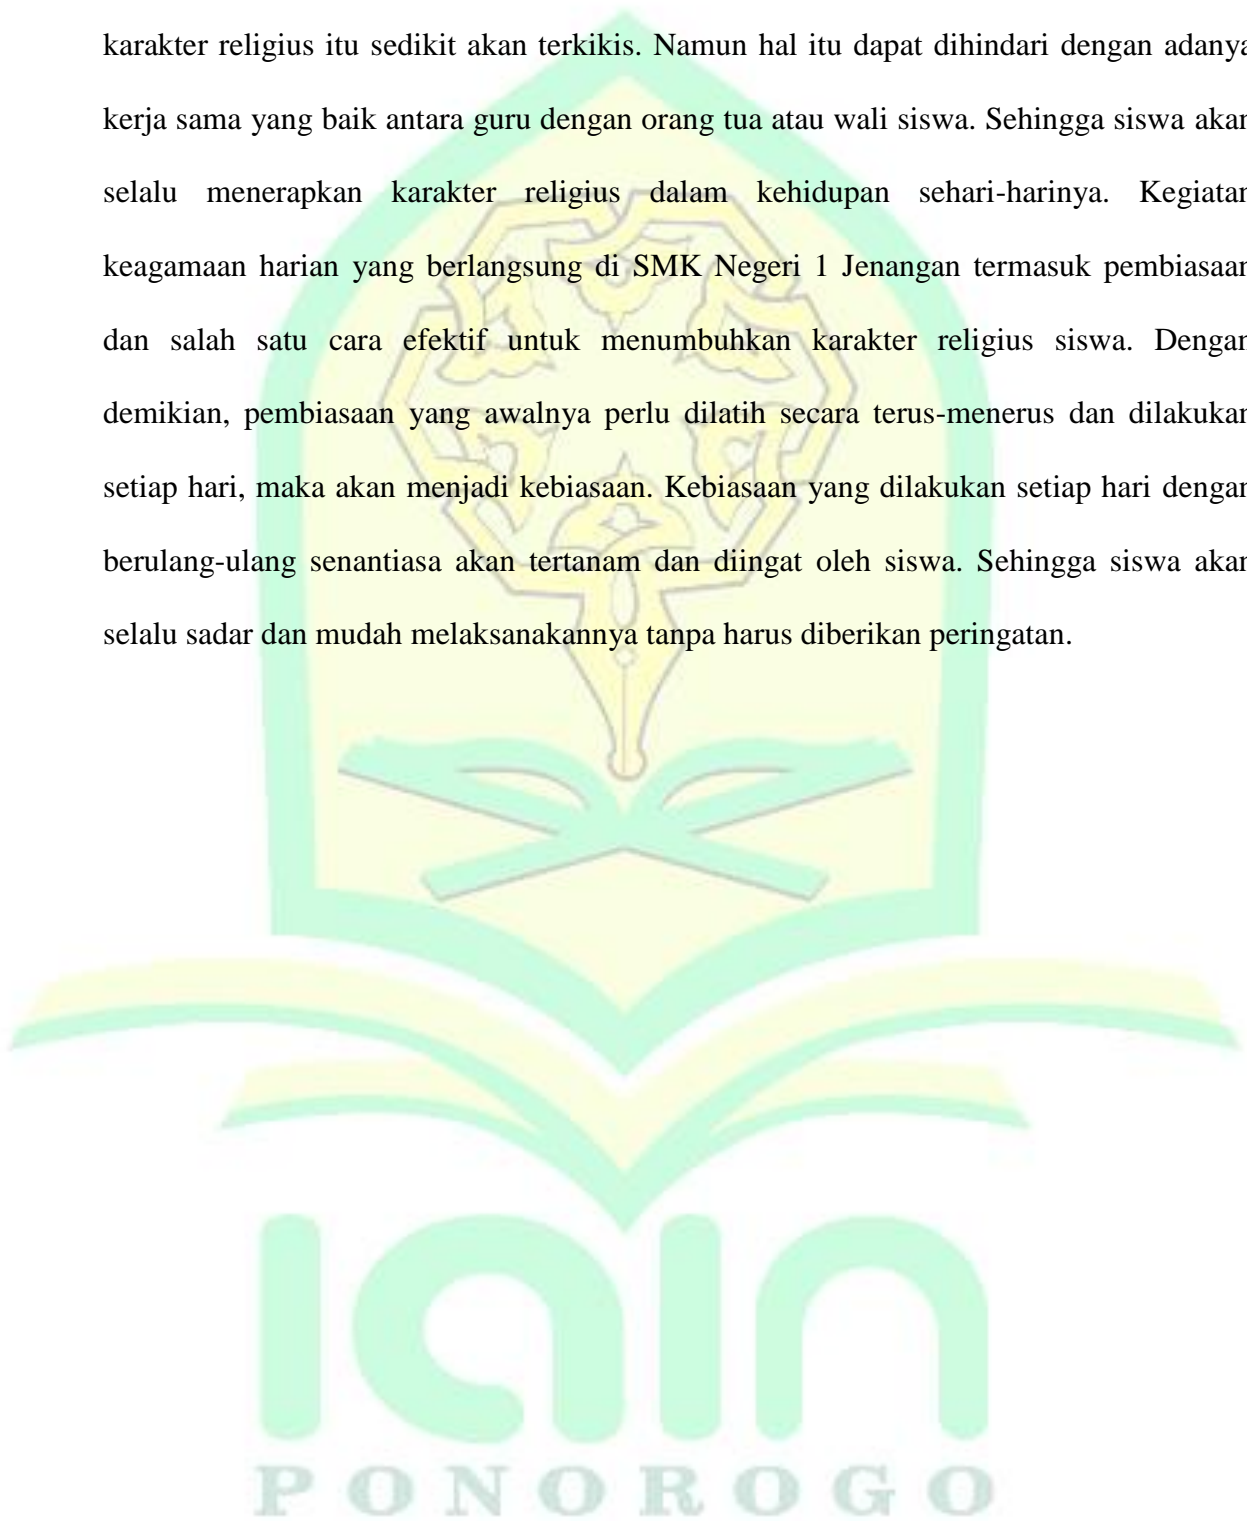 karakter religius itu sedikit akan terkikis. Namun hal itu dapat dihindari dengan adanya
kerja sama yang baik antara guru dengan orang tua atau wali siswa. Sehingga siswa akan
selalu menerapkan karakter religius dalam kehidupan sehari-harinya. Kegiatan
keagamaan harian yang berlangsung di SMK Negeri 1 Jenangan termasuk pembiasaan
dan salah satu cara efektif untuk menumbuhkan karakter religius siswa. Dengan
demikian, pembiasaan yang awalnya perlu dilatih secara terus-menerus dan dilakukan
setiap hari, maka akan menjadi kebiasaan. Kebiasaan yang dilakukan setiap hari dengan
berulang-ulang senantiasa akan tertanam dan diingat oleh siswa. Sehingga siswa akan
selalu sadar dan mudah melaksanakannya tanpa harus diberikan peringatan.
iain
PONOROGO